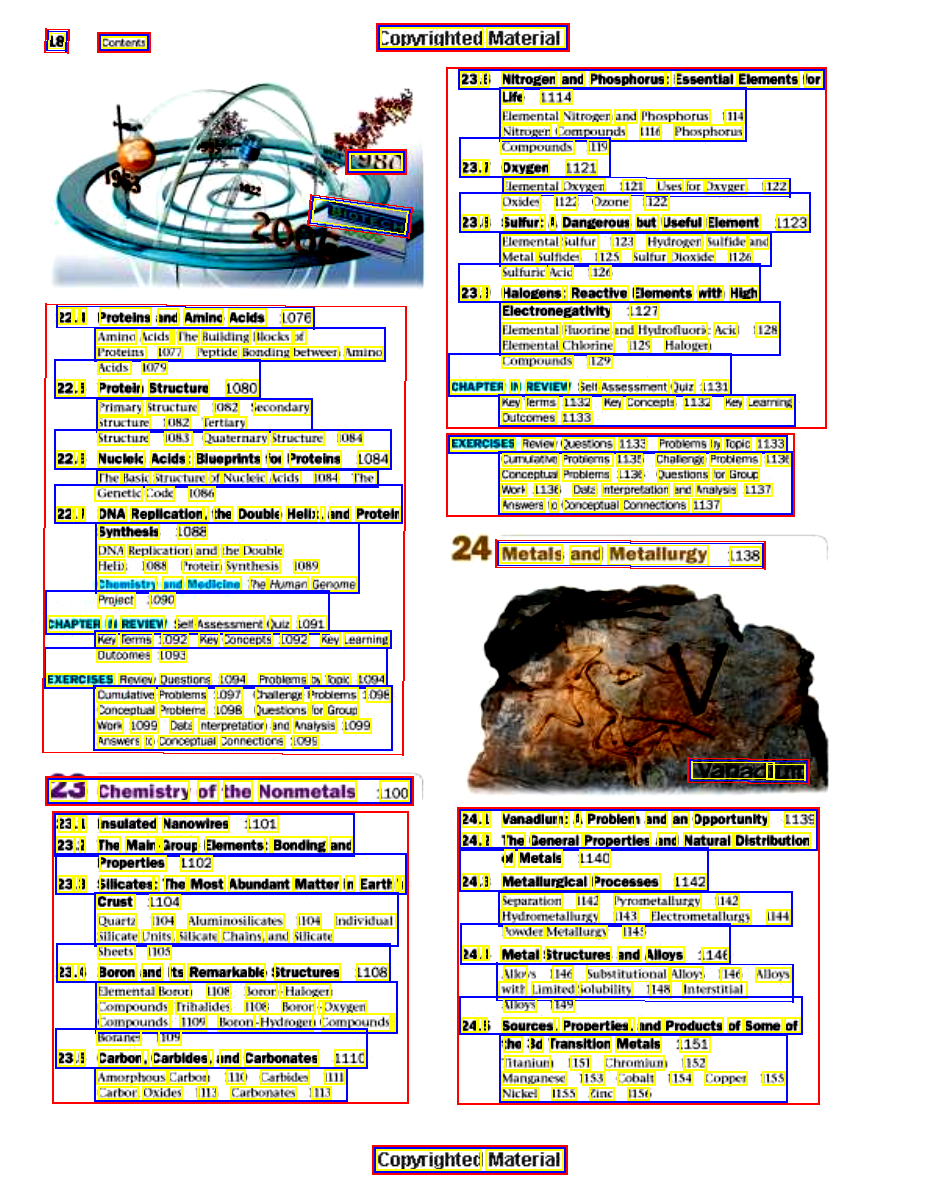 18 Contents
Copyrighted Material
1983
1922
1980
2005
22.4 Proteins and Amino Acids 1076
Amino Acids The Building Blocks of
Proteins 1077 Peptide Bonding between Amino
Acids 1079
22.5 Protein Structure 1080
Primary Structure 1082 Secondary
Structure 1082 Tertiary
Structure 1083 Quaternary Structure 1084
Nucleic Acids: Blueprints for Proteins 1084
The Basic Structure of Nucleic Acids 1084 The
Genetic Code 1086
DNA Replication, the Double Helix, and Protein
Synthesis 1088
DNA Replication and the Double
Helix 1088 Protein Synthesis 1089
Chemistry and Medicine The Human Genome
Project 1090
CHAPTER IN REVIEW Self Assessment Quiz 1091
Key Terms 1092 Key Concepts 1092 Key Learning
Outcomes 1093
EXERCISES Review Questions 1094 Problems by Topic 1094
Cumulative Problems 1097 Challenge Problems 1098
Conceptual Problems 1098 Questions for Group
Work 1099 Data Interpretation and Analysis 1099
Answers to Conceptual Connections 1099
23 Chemistry of the Nonmetals 1100
23.1 Insulated Nanowires 1101
23.2 The Main-Group Elements: Bonding and
Properties 1102
23.3 Silicates: The Most Abundant Matter in Earth's
Crust 1104
Quartz 1104 Aluminosilicates 1104 Individual
Silicate Units, Silicate Chains, and Silicate
Sheets 1105
23.4 Boron and Its Remarkable Structures 1108
Elemental Boron 1108 Boron-Halogen
Compounds Trihalides 1108 Boron-Oxygen
Compounds 1109 Boron-Hydrogen Compounds
Boranes 1109
23.5 Carbon, Carbides, and Carbonates 1110
Amorphous Carbon 1110 Carbides 1111
Carbon Oxides 1113 Carbonates 1113
23.6 Nitrogen and Phosphorus: Essential Elements for
Life 1114
Elemental Nitrogen and Phosphorus 1114
Nitrogen Compounds 1116 Phosphorus
Compounds 1119
23.7 Oxygen 1121
Elemental Oxygen 1121 Uses for Oxygen 1122
Oxides 1122 Ozone 1122
23.8 Sulfur: A Dangerous but Useful Element 1123
Elemental Sulfur 1123 Hydrogen Sulfide and
Metal Sulfides 1125 Sulfur Dioxide 1126
Sulfuric Acid 1126
23.9 Halogens: Reactive Elements with High
Electronegativity 1127
Elemental Fluorine and Hydrofluoric Acid 1128
Elemental Chlorine 1129 Halogen
Compounds 1129
CHAPTER IN REVIEW Self Assessment Quiz 1131
Key Terms 1132 Key Concepts 1132 Key Learning
Outcomes 1133
EXERCISES Review Questions 1133 Problems by Topic 1133
Cumulative Problems 1135 Challenge Problems 1136
Conceptual Problems 1136 Questions for Group
Work 1136 Data Interpretation and Analysis 1137
Answers to Conceptual Connections 1137
24 Metals and Metallurgy 1138
V
Vanadium
24.1 Vanadium: A Problem and an Opportunity 1139
24.2 The General Properties and Natural Distribution
of Metals 1140
24.3 Metallurgical Processes 1142
Separation 1142 Pyrometallurgy 1142
Hydrometallurgy 1143 Electrometallurgy 1144
Powder Metallurgy 1145
24.4 Metal Structures and Alloys 1146
Alloys 1146 Substitutional Alloys 1146 Alloys
with Limited Solubility 1148 Interstitial
Alloys 1149
24.5 Sources, Properties, and Products of Some of
the 3d Transition Metals 1151
Titanium 1151 Chromium 1152
Manganese 1153 Cobalt 1154 Copper 1155
Nickel 1155 Zinc 1156
Copyrighted Material